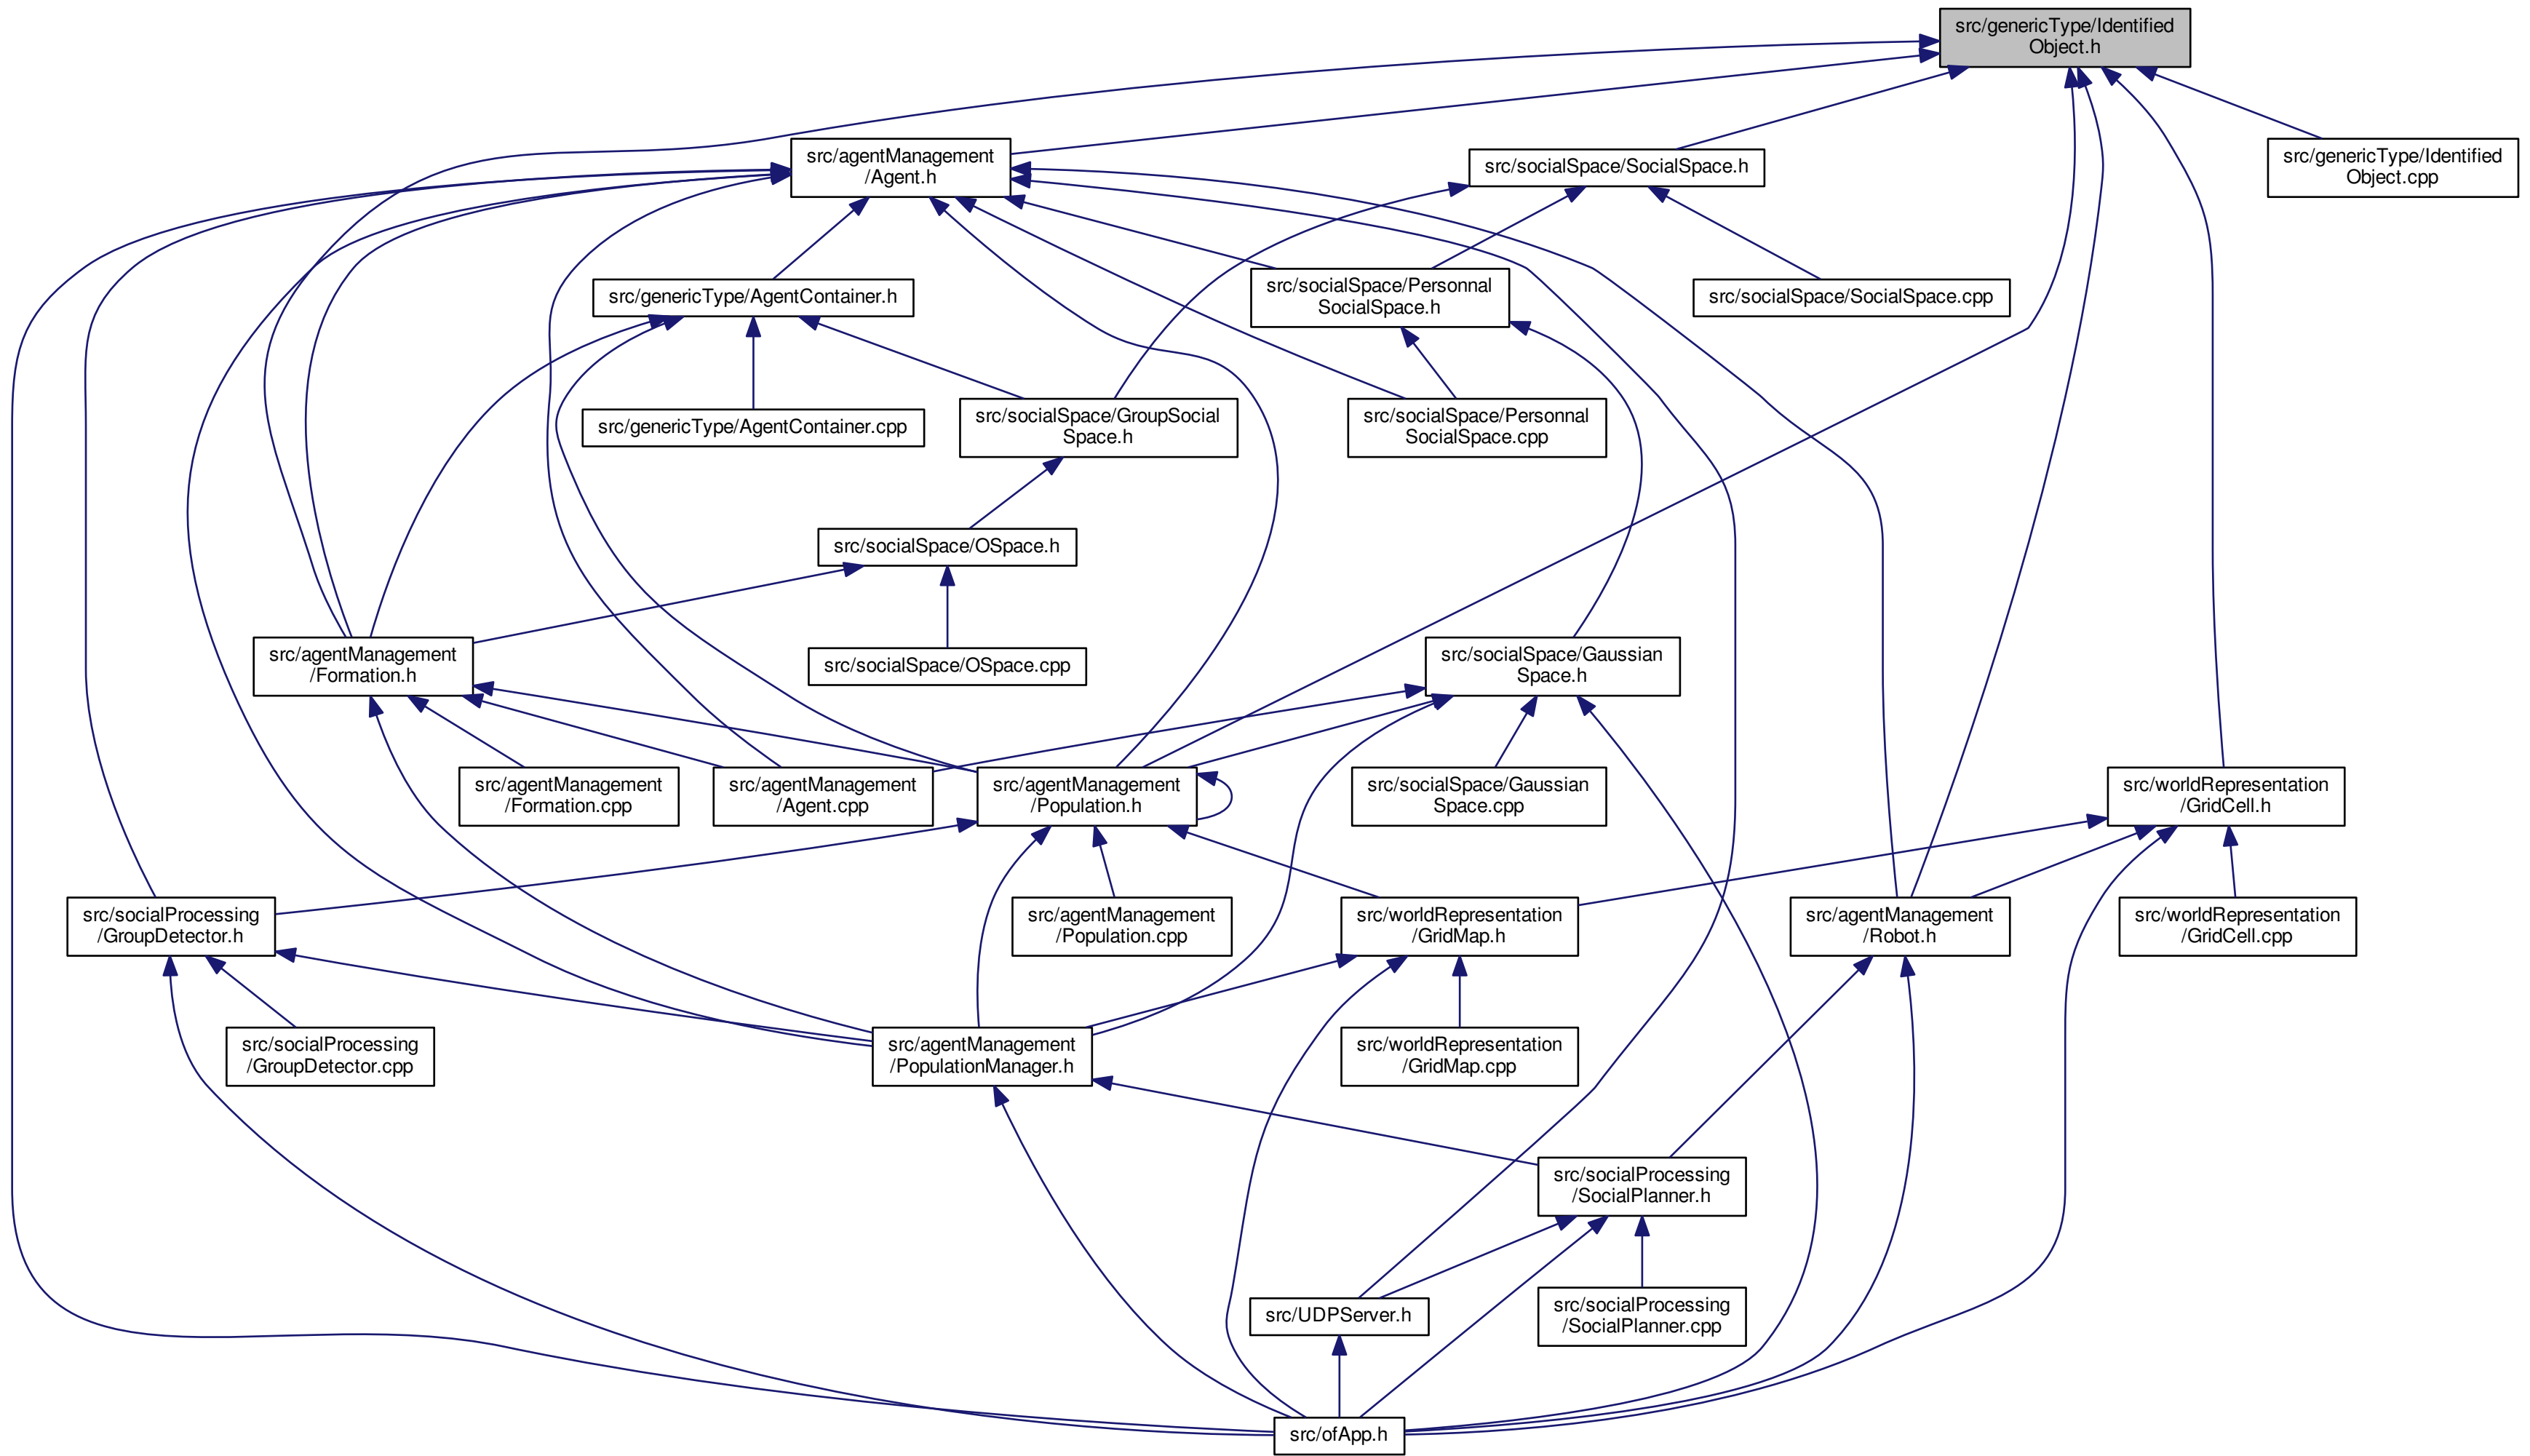 src/genericType/Identified
Object.h
src/agentManagement
/Agent.h
src/socialSpace/SocialSpace.h
src/genericType/Identified
Object.cpp
src/genericType/AgentContainer.h
src/socialSpace/Personnal
SocialSpace.h
src/socialSpace/SocialSpace.cpp
src/genericType/AgentContainer.cpp
src/socialSpace/GroupSocial
Space.h
src/socialSpace/Personnal
SocialSpace.cpp
src/socialSpace/OSpace.h
src/agentManagement
/Formation.h
src/socialSpace/OSpace.cpp
src/socialSpace/Gaussian
Space.h
src/agentManagement
/Formation.cpp
src/agentManagement
/Agent.cpp
src/agentManagement
/Population.h
src/socialSpace/Gaussian
Space.cpp
src/worldRepresentation
/GridCell.h
src/socialProcessing
/GroupDetector.h
src/agentManagement
/Population.cpp
src/worldRepresentation
/GridMap.h
src/agentManagement
/Robot.h
src/worldRepresentation
/GridCell.cpp
src/socialProcessing
/GroupDetector.cpp
src/agentManagement
/PopulationManager.h
src/worldRepresentation
/GridMap.cpp
src/socialProcessing
/SocialPlanner.h
src/UDPServer.h
src/socialProcessing
/SocialPlanner.cpp
src/ofApp.h